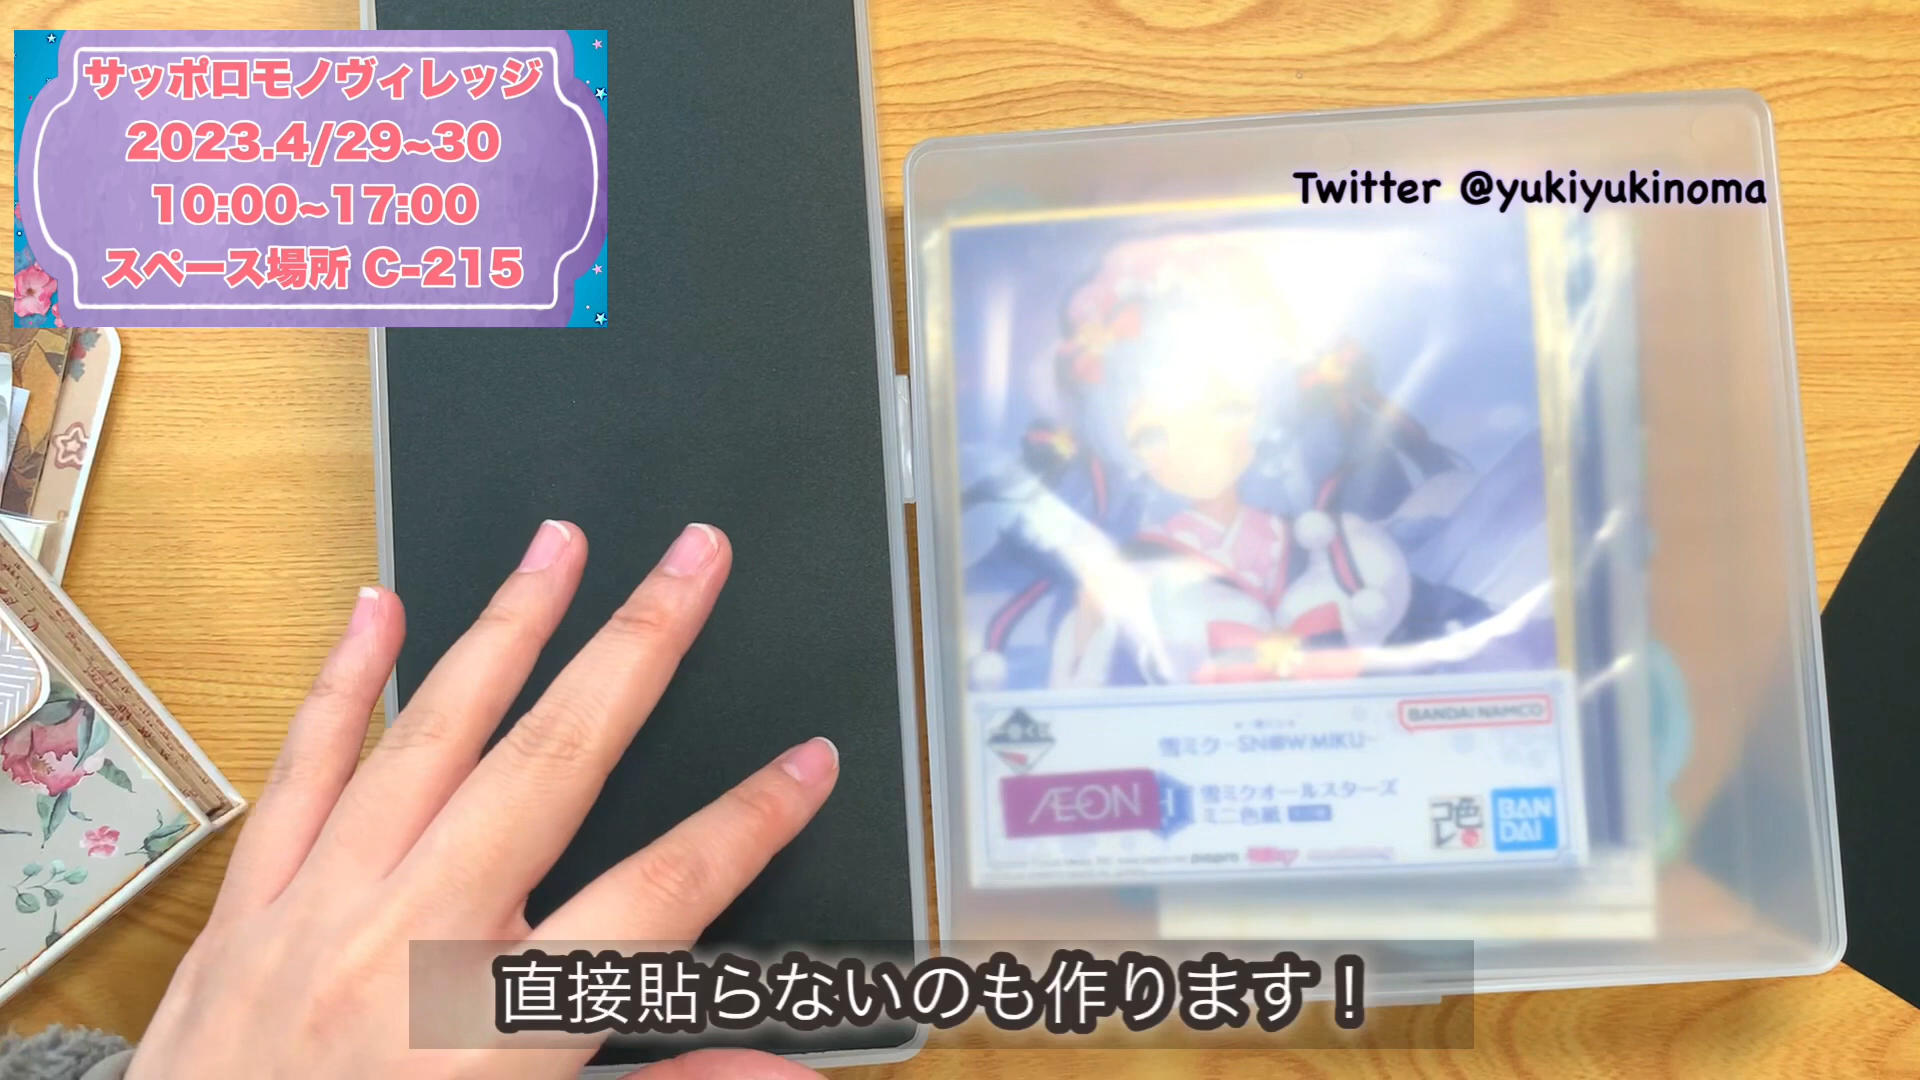 サッポロモノヴィレッジ
2023.4/29~30
10:00~17:00
スペース場所 C-215
Twitter @yukiyukinoma
BANDAI NAMCO
雪ミク -SNOW MIKU-
雪ミクオールスターズ
ミニ色紙
ÆON
色
コレ
BAN
DAI
直接貼らないのも作ります！